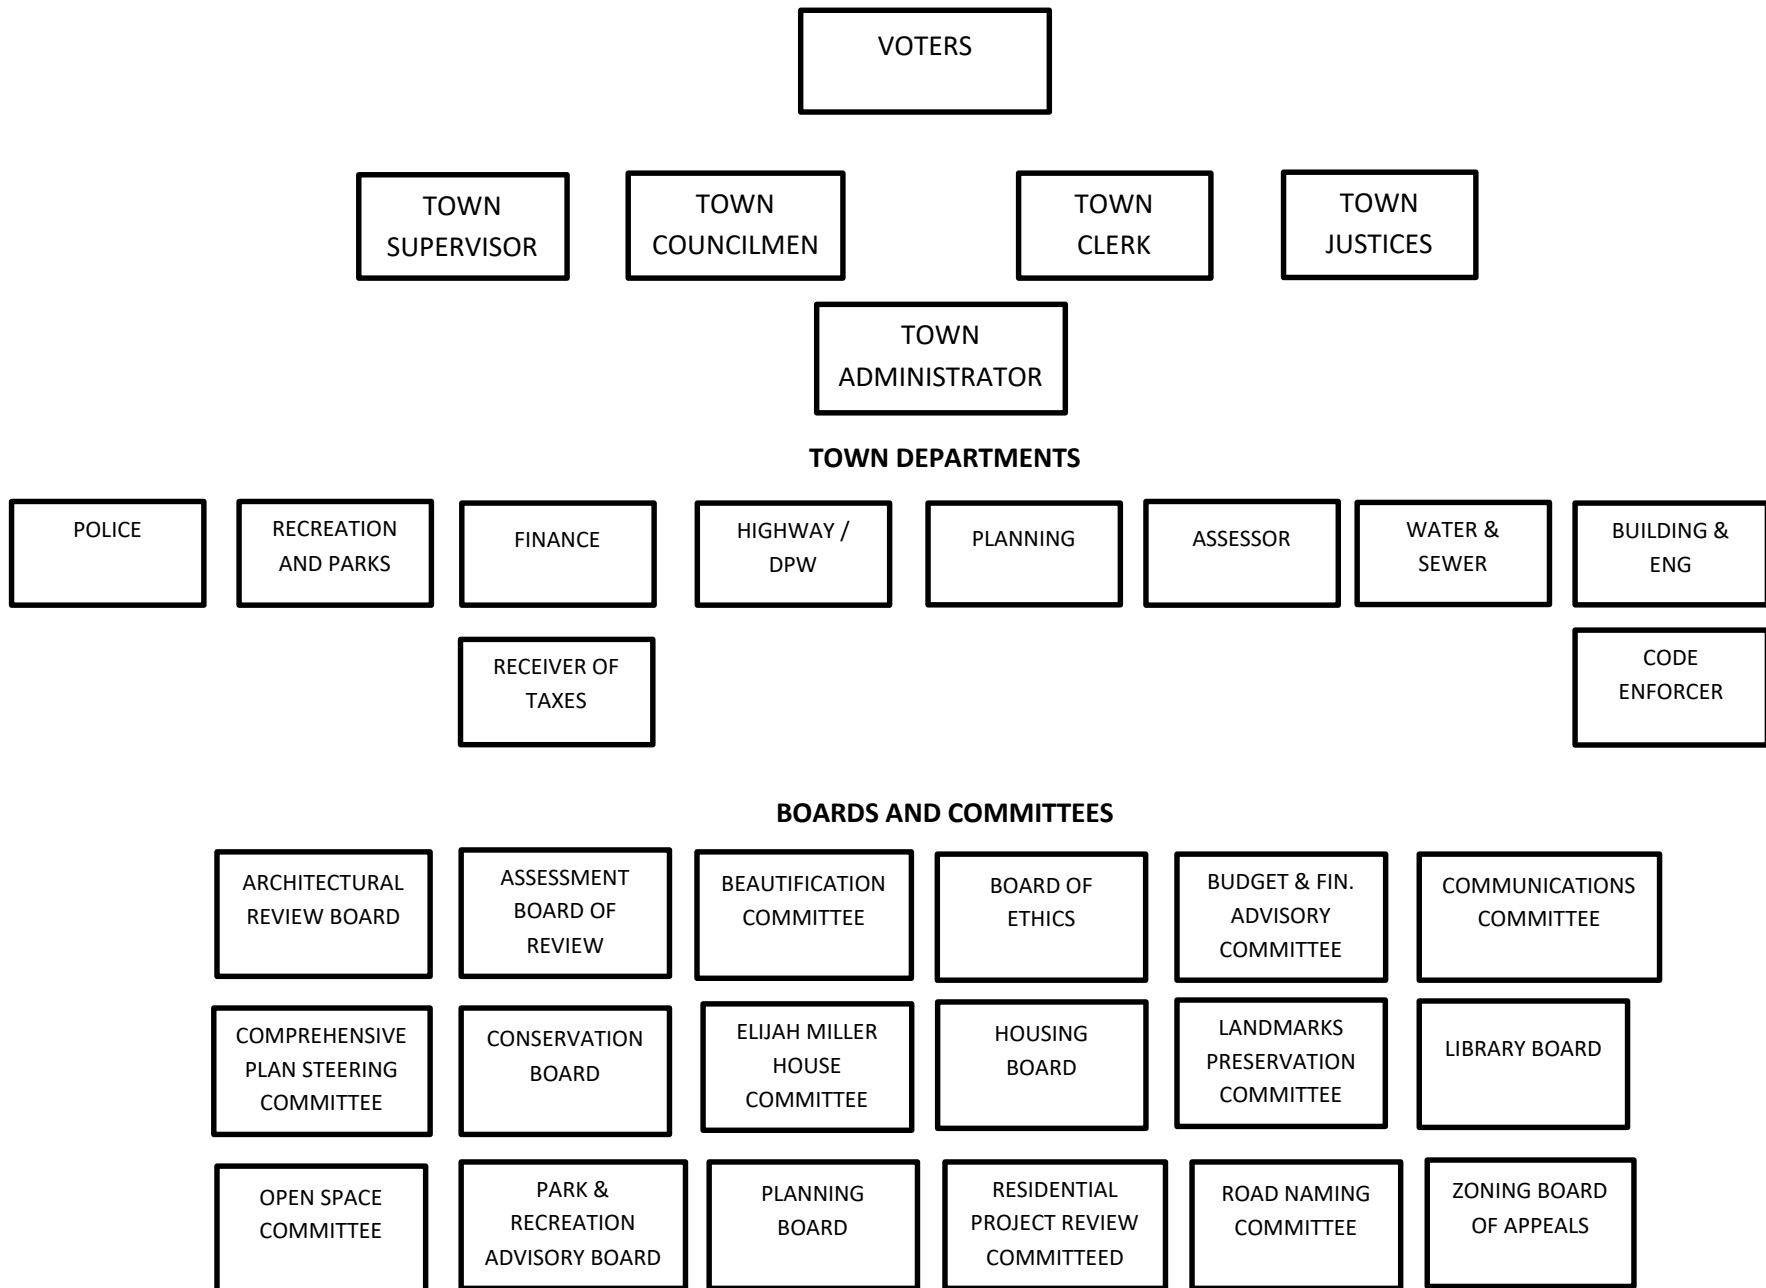 VOTERS
TOWN
SUPERVISOR
TOWN
COUNCILMEN
TOWN
CLERK
TOWN
JUSTICES
TOWN
ADMINISTRATOR
TOWN DEPARTMENTS
POLICE
RECREATION
AND PARKS
FINANCE
HIGHWAY /
DPW
PLANNING
ASSESSOR
WATER &
SEWER
BUILDING &
ENG
RECEIVER OF
TAXES
CODE
ENFORCER
BOARDS AND COMMITTEES
ARCHITECTURAL
REVIEW BOARD
ASSESSMENT
BOARD OF
REVIEW
BEAUTIFICATION
COMMITTEE
BOARD OF
ETHICS
BUDGET & FIN.
ADVISORY
COMMITTEE
COMMUNICATIONS
COMMITTEE
COMPREHENSIVE
PLAN STEERING
COMMITTEE
CONSERVATION
BOARD
ELIJAH MILLER
HOUSE
COMMITTEE
HOUSING
BOARD
LANDMARKS
PRESERVATION
COMMITTEE
LIBRARY BOARD
OPEN SPACE
COMMITTEE
PARK &
RECREATION
ADVISORY BOARD
PLANNING
BOARD
RESIDENTIAL
PROJECT REVIEW
COMMITTEED
ROAD NAMING
COMMITTEE
ZONING BOARD
OF APPEALS